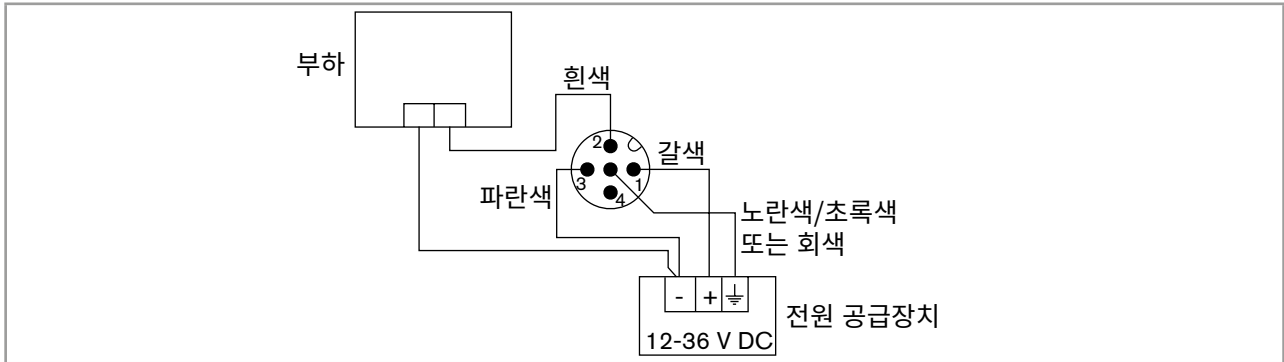 부하
흰색
2
갈색
3
1
파란색
4
노란색/초록색
또는 회색
- +
전원 공급장치
12-36 V DC